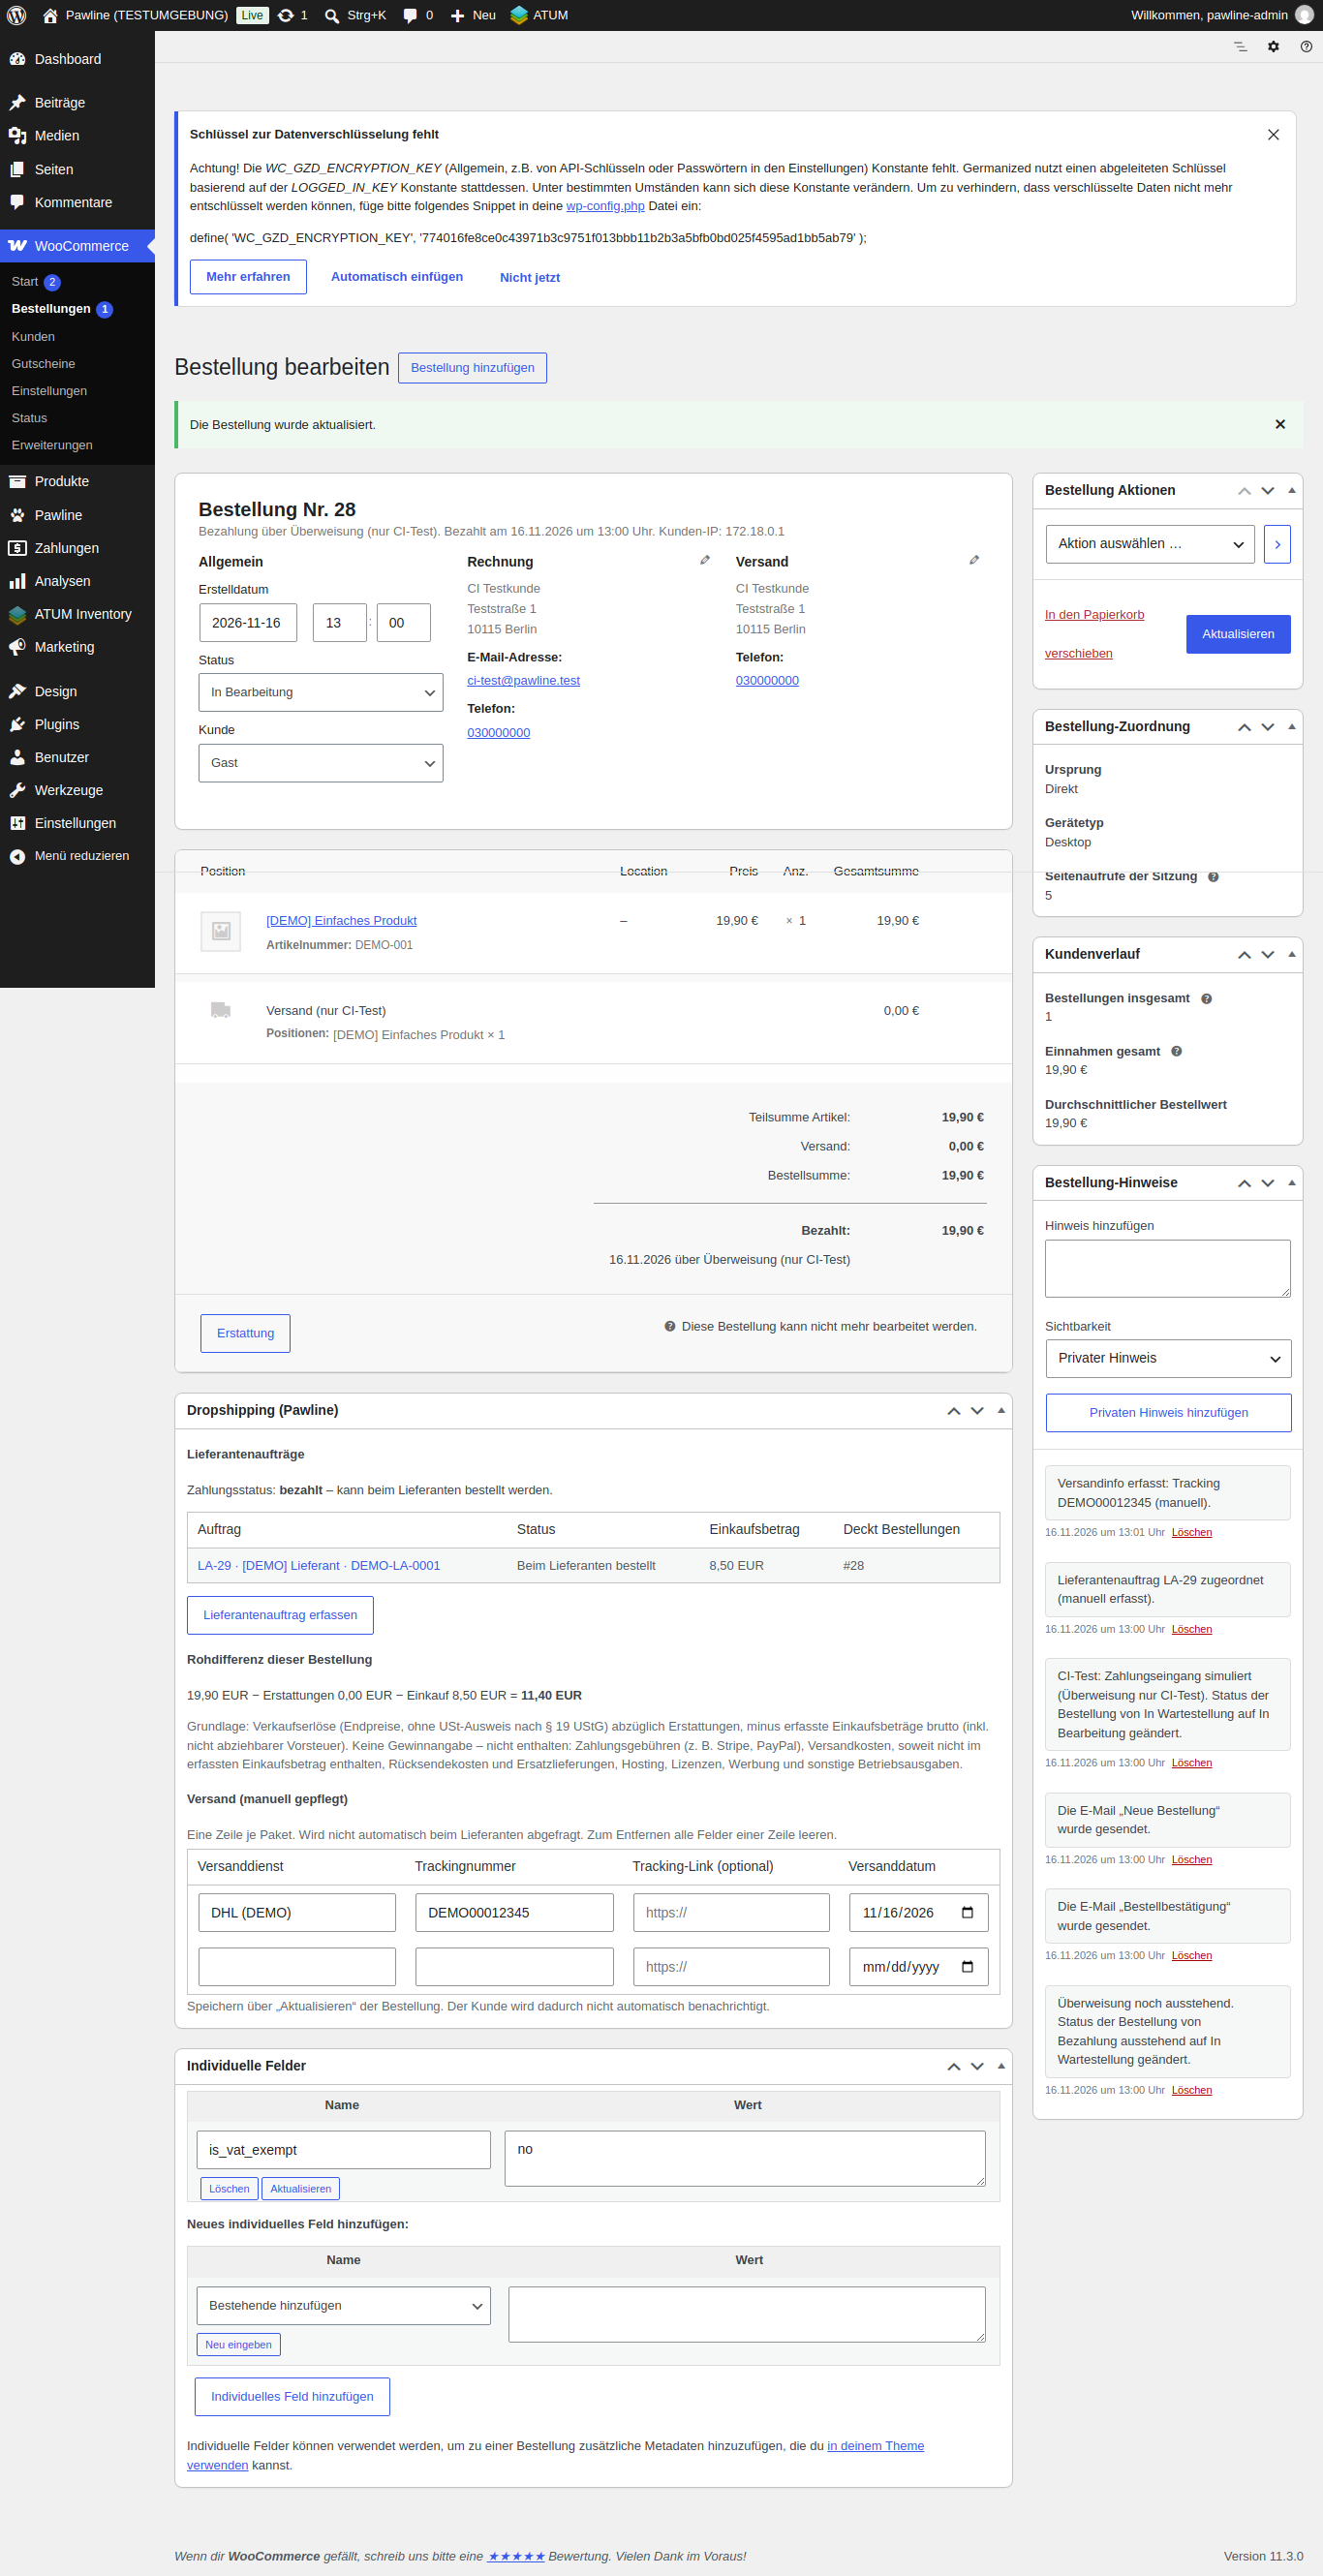 Pawline (TESTUMGEBUNG) Live 1 Strg+K 0 Neu ATUM Willkommen, pawline-admin
Dashboard
Beiträge
Medien
Seiten
Kommentare
WooCommerce
Start 2
Bestellungen 1
Kunden
Gutscheine
Einstellungen
Status
Erweiterungen
Produkte
Pawline
Zahlungen
Analysen
ATUM Inventory
Marketing
Design
Plugins
Benutzer
Werkzeuge
Einstellungen
Menü reduzieren
Schlüssel zur Datenverschlüsselung fehlt
Achtung! Die WC_GZD_ENCRYPTION_KEY (Allgemein, z.B. von API-Schlüsseln oder Passwörtern in den Einstellungen) Konstante fehlt. Germanized nutzt einen abgeleiteten Schlüssel
basierend auf der LOGGED_IN_KEY Konstante stattdessen. Unter bestimmten Umständen kann sich diese Konstante verändern. Um zu verhindern, dass verschlüsselte Daten nicht mehr
entschlüsselt werden können, füge bitte folgendes Snippet in deine wp-config.php Datei ein:
define( 'WC_GZD_ENCRYPTION_KEY', '774016fe8ce0c43971b3c9751f013bbb11b2b3a5bfb0bd025f4595ad1bb5ab79' );
Mehr erfahren Automatisch einfügen Nicht jetzt
Bestellung bearbeiten Bestellung hinzufügen
Die Bestellung wurde aktualisiert.
Bestellung Nr. 28
Bezahlung über Überweisung (nur CI-Test). Bezahlt am 16.11.2026 um 13:00 Uhr. Kunden-IP: 172.18.0.1
Allgemein
Erstelldatum
2026-11-16 13 : 00
Status
In Bearbeitung
Kunde
Gast
Rechnung
CI Testkunde
Teststraße 1
10115 Berlin
E-Mail-Adresse:
ci-test@pawline.test
Telefon:
030000000
Versand
CI Testkunde
Teststraße 1
10115 Berlin
Telefon:
030000000
Position Location Preis Anz. Gesamtsumme
[DEMO] Einfaches Produkt – 19,90 € × 1 19,90 €
Artikelnummer: DEMO-001
Versand (nur CI-Test) 0,00 €
Positionen: [DEMO] Einfaches Produkt × 1
Teilsumme Artikel: 19,90 €
Versand: 0,00 €
Bestellsumme: 19,90 €
Bezahlt: 19,90 €
16.11.2026 über Überweisung (nur CI-Test)
Erstattung Diese Bestellung kann nicht mehr bearbeitet werden.
Dropshipping (Pawline)
Lieferantenaufträge
Zahlungsstatus: bezahlt – kann beim Lieferanten bestellt werden.
Auftrag Status Einkaufsbetrag Deckt Bestellungen
LA-29 · [DEMO] Lieferant · DEMO-LA-0001 Beim Lieferanten bestellt 8,50 EUR #28
Lieferantenauftrag erfassen
Rohdifferenz dieser Bestellung
19,90 EUR − Erstattungen 0,00 EUR − Einkauf 8,50 EUR = 11,40 EUR
Grundlage: Verkaufserlöse (Endpreise, ohne USt-Ausweis nach § 19 UStG) abzüglich Erstattungen, minus erfasste Einkaufsbeträge brutto (inkl.
nicht abziehbarer Vorsteuer). Keine Gewinnangabe – nicht enthalten: Zahlungsgebühren (z. B. Stripe, PayPal), Versandkosten, soweit nicht im
erfassten Einkaufsbetrag enthalten, Rücksendekosten und Ersatzlieferungen, Hosting, Lizenzen, Werbung und sonstige Betriebsausgaben.
Versand (manuell gepflegt)
Eine Zeile je Paket. Wird nicht automatisch beim Lieferanten abgefragt. Zum Entfernen alle Felder einer Zeile leeren.
Versanddienst Trackingnummer Tracking-Link (optional) Versanddatum
DHL (DEMO) DEMO00012345 https:// 11/16/2026
https:// mm/dd/yyyy
Speichern über „Aktualisieren“ der Bestellung. Der Kunde wird dadurch nicht automatisch benachrichtigt.
Individuelle Felder
Name Wert
is_vat_exempt no
Löschen Aktualisieren
Neues individuelles Feld hinzufügen:
Name Wert
Bestehende hinzufügen
Neu eingeben
Individuelles Feld hinzufügen
Individuelle Felder können verwendet werden, um zu einer Bestellung zusätzliche Metadaten hinzuzufügen, die du in deinem Theme
verwenden kannst.
Bestellung Aktionen
Aktion auswählen …
In den Papierkorb
verschieben
Aktualisieren
Bestellung-Zuordnung
Ursprung
Direkt
Gerätetyp
Desktop
Seitenaufrufe der Sitzung
5
Kundenverlauf
Bestellungen insgesamt
1
Einnahmen gesamt
19,90 €
Durchschnittlicher Bestellwert
19,90 €
Bestellung-Hinweise
Hinweis hinzufügen
Sichtbarkeit
Privater Hinweis
Privaten Hinweis hinzufügen
Versandinfo erfasst: Tracking
DEMO00012345 (manuell).
16.11.2026 um 13:01 Uhr Löschen
Lieferantenauftrag LA-29 zugeordnet
(manuell erfasst).
16.11.2026 um 13:00 Uhr Löschen
CI-Test: Zahlungseingang simuliert
(Überweisung nur CI-Test). Status der
Bestellung von In Wartestellung auf In
Bearbeitung geändert.
16.11.2026 um 13:00 Uhr Löschen
Die E-Mail „Neue Bestellung“
wurde gesendet.
16.11.2026 um 13:00 Uhr Löschen
Die E-Mail „Bestellbestätigung“
wurde gesendet.
16.11.2026 um 13:00 Uhr Löschen
Überweisung noch ausstehend.
Status der Bestellung von
Bezahlung ausstehend auf In
Wartestellung geändert.
16.11.2026 um 13:00 Uhr Löschen
Wenn dir WooCommerce gefällt, schreib uns bitte eine ★★★★★ Bewertung. Vielen Dank im Voraus! Version 11.3.0